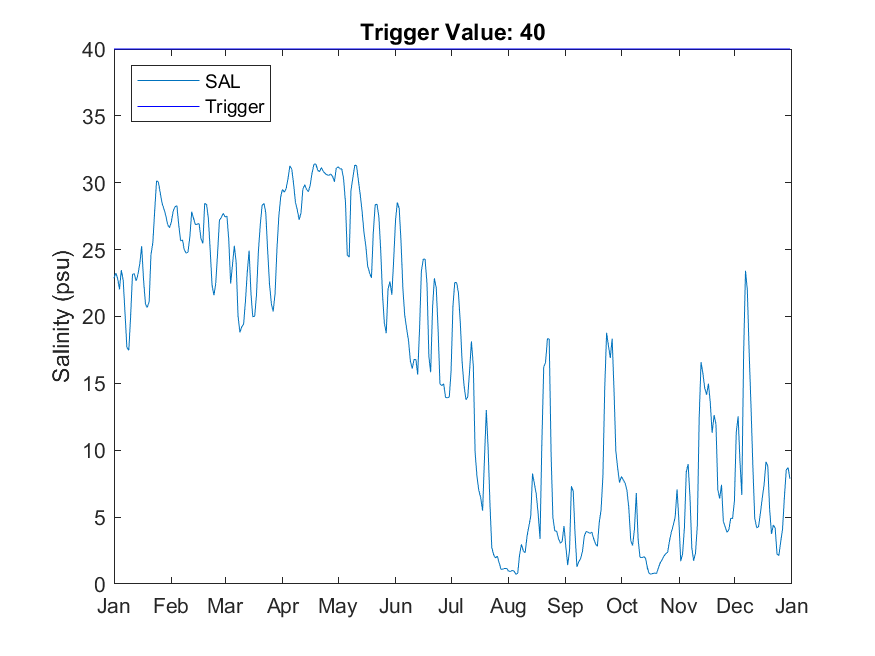 Trigger Value: 40
40
35
30
25
20
15
10
5
0
Salinity (psu)
SAL
Trigger
Jan Feb Mar Apr May Jun Jul Aug Sep Oct Nov Dec Jan